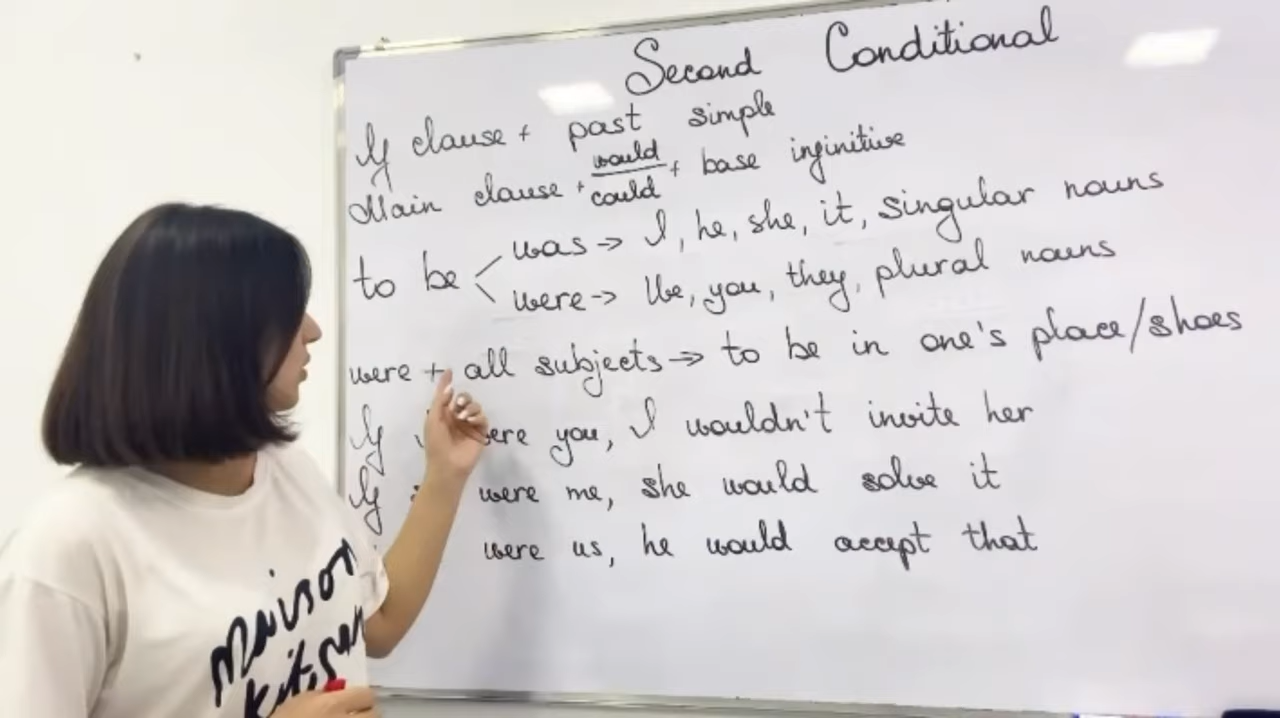 Second Conditional
If clause + past simple
Main clause + would/could + base infinitive
to be
was → I, he, she, it, singular nouns
were → We, you, they, plural nouns
were + all subjects → to be in one's place/shoes
If were you, I wouldn't invite her
If were me, she would solve it
were us, he would accept that
maison